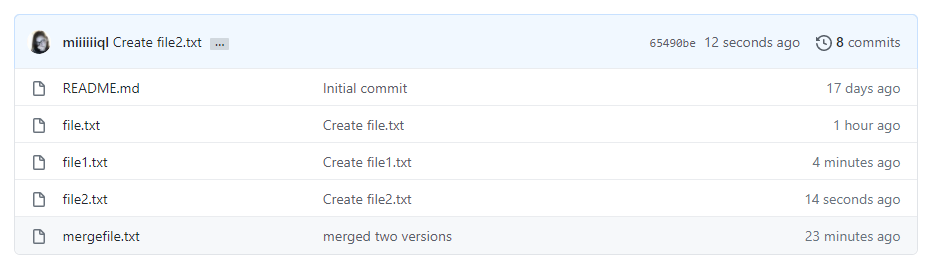 miiiiiiql Create file2.txt ... 65490be 12 seconds ago 8 commits
README.md Initial commit 17 days ago
file.txt Create file.txt 1 hour ago
file1.txt Create file1.txt 4 minutes ago
file2.txt Create file2.txt 14 seconds ago
mergefile.txt merged two versions 23 minutes ago